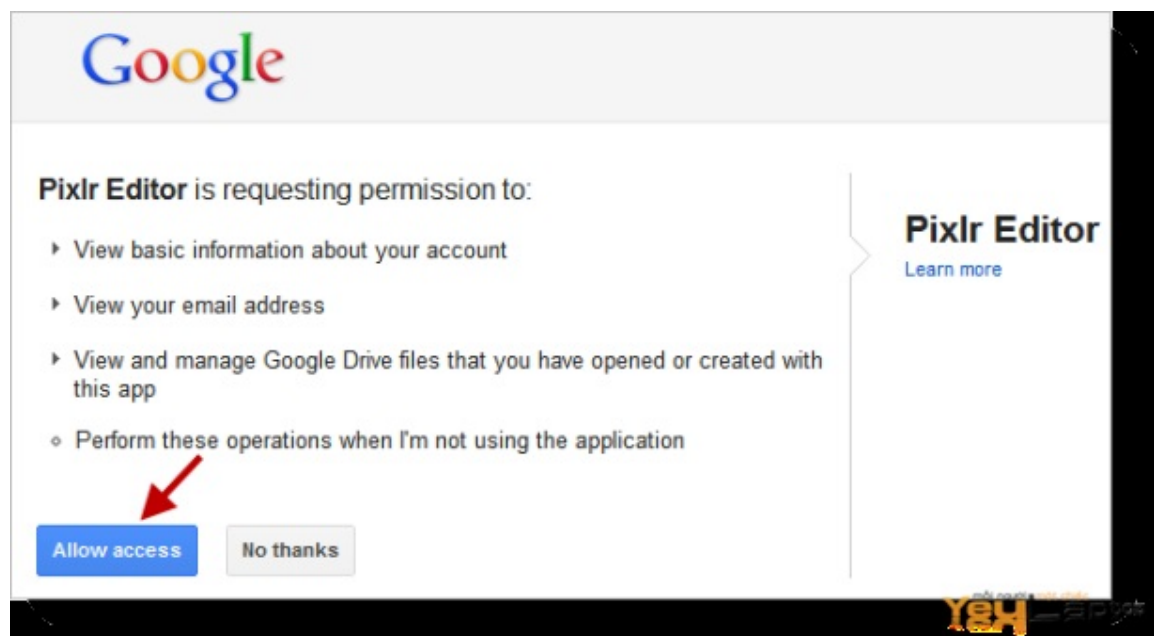 Google
Pixlr Editor is requesting permission to:
View basic information about your account
View your email address
View and manage Google Drive files that you have opened or created with
this app
Perform these operations when I'm not using the application
Allow access
No thanks
Pixlr Editor
Learn more